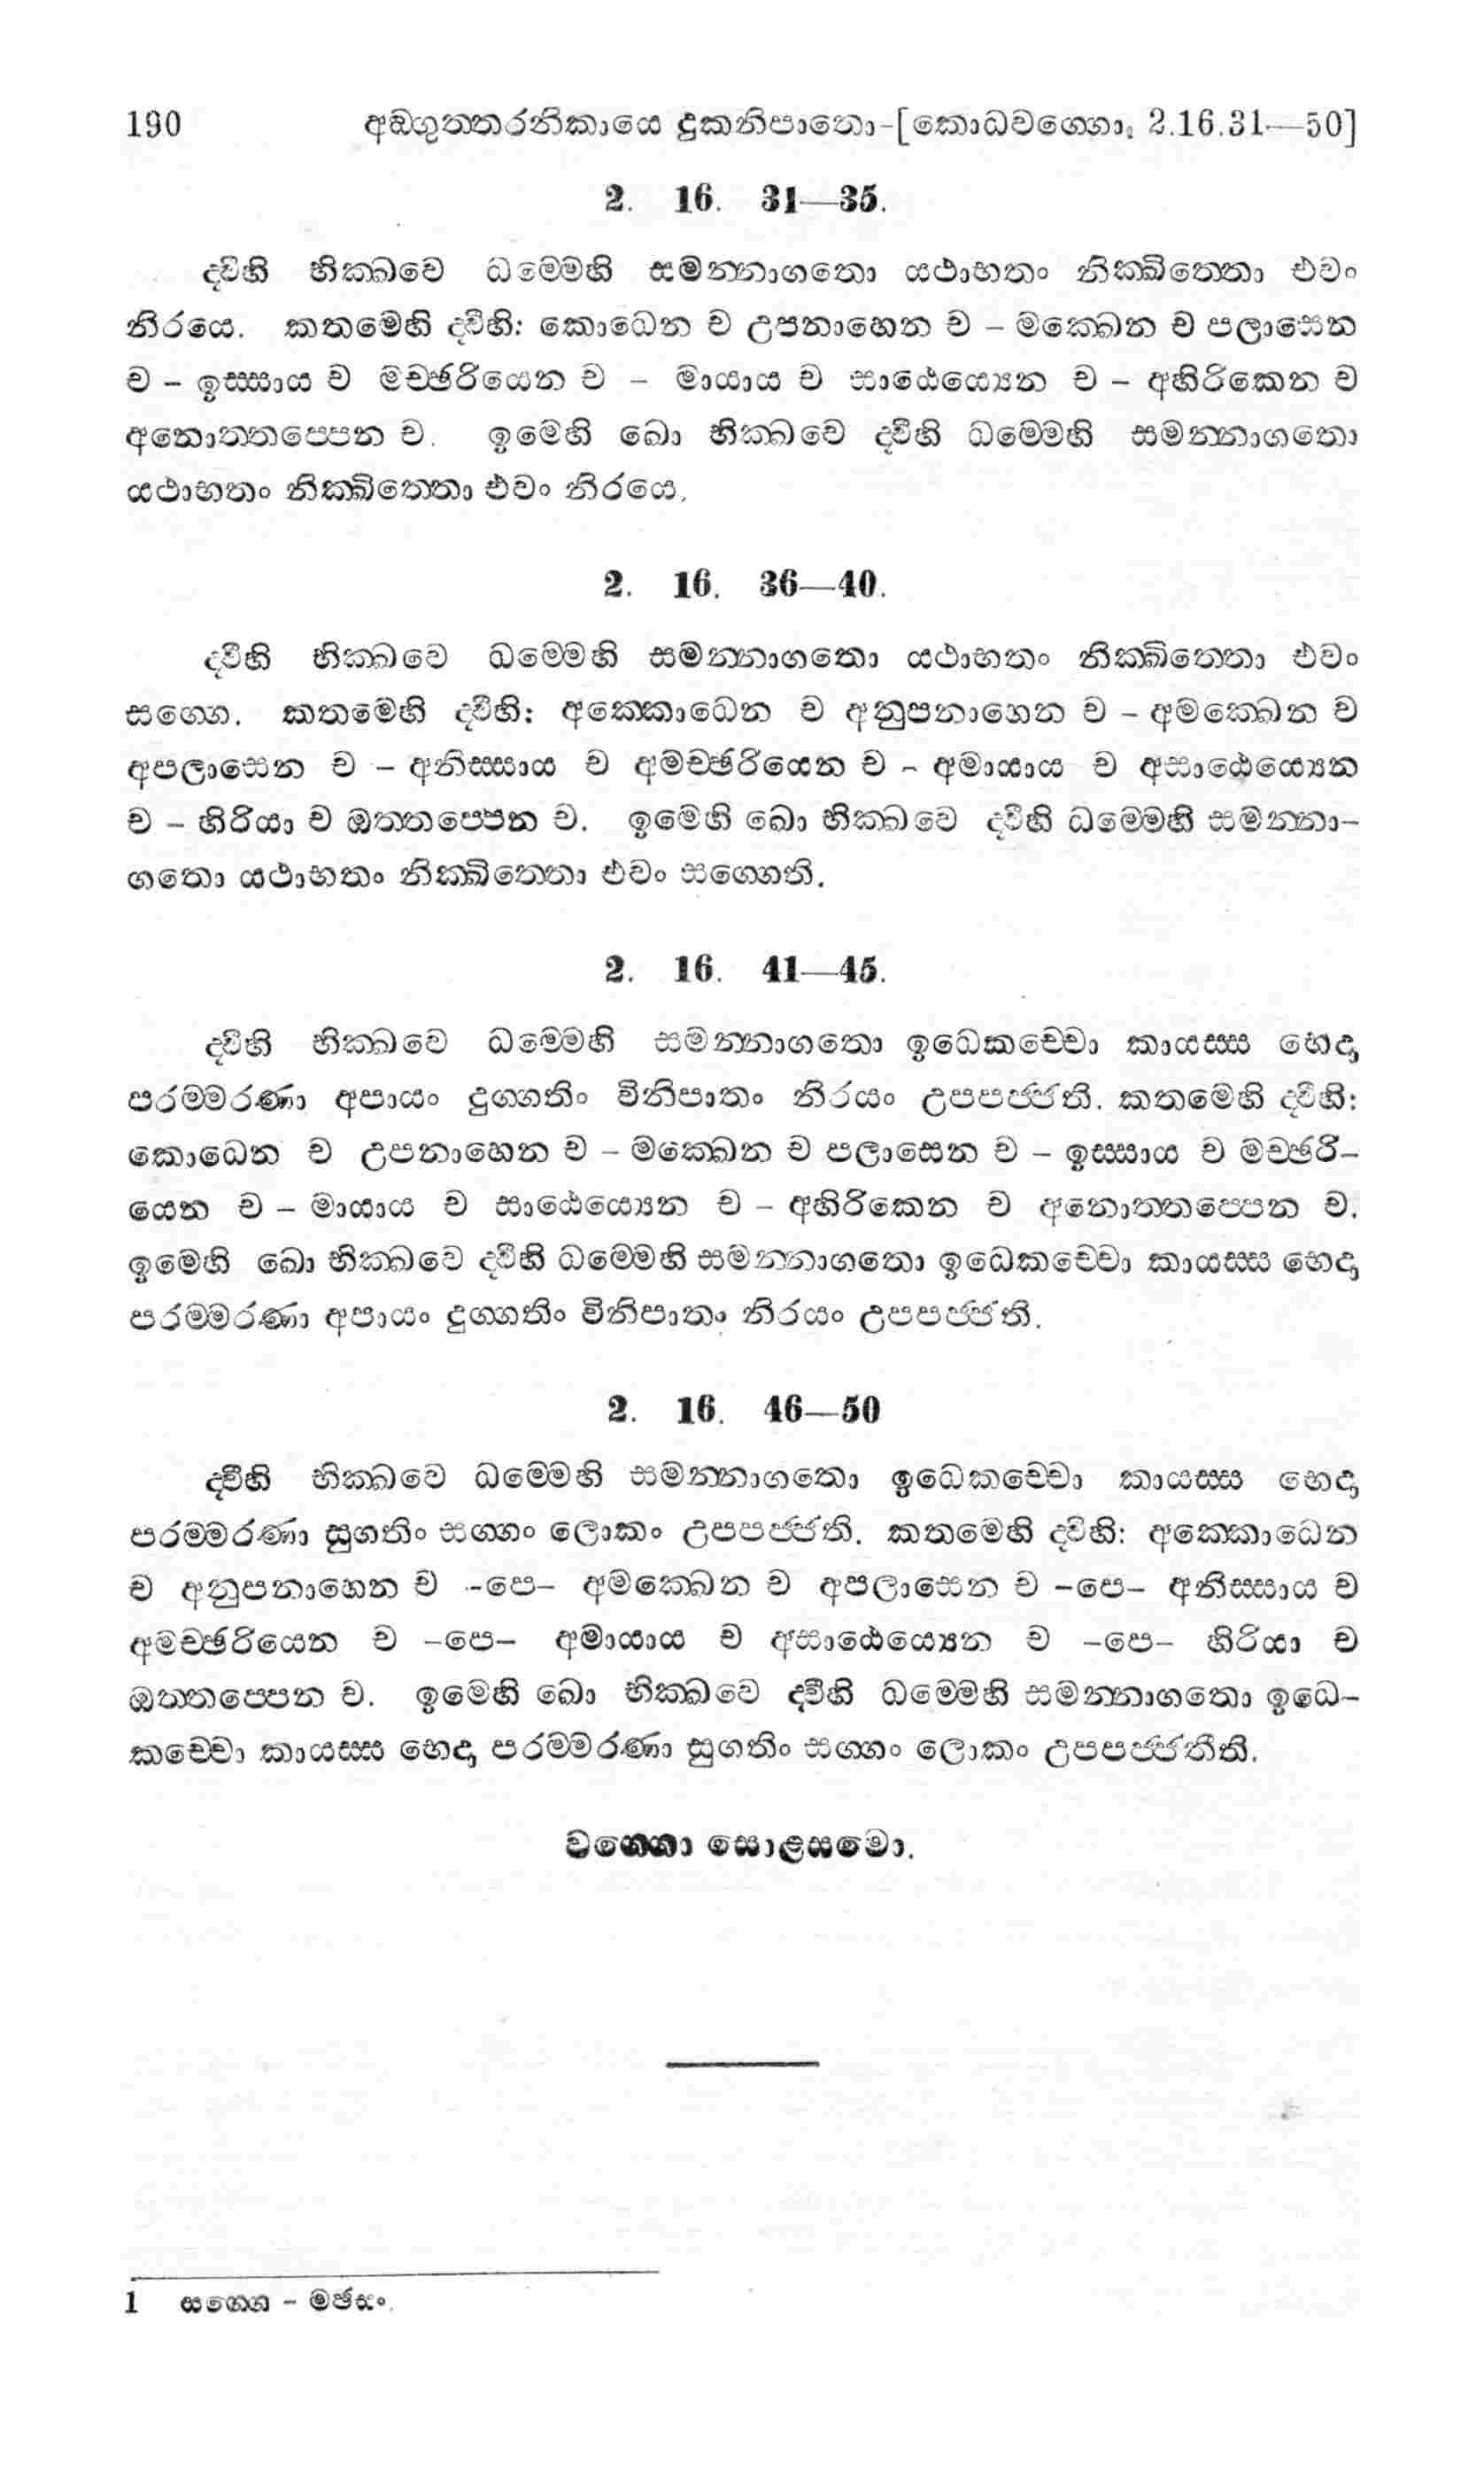 190 අඞ්ගුත්තරනිකායෙ දුකනිපාතො-[කොධවග්ගො, 2.16.31—50]
2. 16. 31—35.
ද්වීහි භික්ඛවෙ ධම්මෙහි සමන්නාගතො යථාභතං නික්ඛිත්තො එවං
නිරයෙ. කතමෙහි ද්වීහි: කොධෙන ච උපනාහෙන ච – මක්ඛෙන ච පලාසෙන
ච – ඉස්සාය ච මච්ඡරියෙන ච – මායාය ච සාඨෙය්‍යෙන ච – අහිරිකෙන ච
අනොත්තප්පෙන ච. ඉමෙහි ඛො භික්ඛවෙ ද්වීහි ධම්මෙහි සමන්නාගතො
යථාභතං නික්ඛිත්තො එවං නිරයෙ.
2. 16. 36—40.
ද්වීහි භික්ඛවෙ ධම්මෙහි සමන්නාගතො යථාභතං නික්ඛිත්තො එවං
සග්ගෙ. කතමෙහි ද්වීහි: අක්කොධෙන ච අනුපනාහෙන ච – අමක්ඛෙන ච
අපලාසෙන ච – අනිස්සාය ච අමච්ඡරියෙන ච – අමායාය ච අසාඨෙය්‍යෙන
ච – හිරියා ච ඔත්තප්පෙන ච. ඉමෙහි ඛො භික්ඛවෙ ද්වීහි ධම්මෙහි සමන්නා–
ගතො යථාභතං නික්ඛිත්තො එවං සග්ගෙති.
2. 16. 41—45.
ද්වීහි භික්ඛවෙ ධම්මෙහි සමන්නාගතො ඉධෙකච්චො කායස්ස භෙදා
පරම්මරණා අපායං දුග්ගතිං විනිපාතං නිරයං උපපජ්ජති. කතමෙහි ද්වීහි:
කොධෙන ච උපනාහෙන ච – මක්ඛෙන ච පලාසෙන ච – ඉස්සාය ච මච්ඡරි–
යෙන ච – මායාය ච සාඨෙය්‍යෙන ච – අහිරිකෙන ච අනොත්තප්පෙන ච.
ඉමෙහි ඛො භික්ඛවෙ ද්වීහි ධම්මෙහි සමන්නාගතො ඉධෙකච්චො කායස්ස භෙදා
පරම්මරණා අපායං දුග්ගතිං විනිපාතං නිරයං උපපජ්ජති.
2. 16. 46—50
ද්වීහි භික්ඛවෙ ධම්මෙහි සමන්නාගතො ඉධෙකච්චො කායස්ස භෙදා
පරම්මරණා සුගතිං සග්ගං ලොකං උපපජ්ජති. කතමෙහි ද්විහි: අක්කොධෙන
ච අනුපනාහෙන ච –පෙ– අමක්ඛෙන ච අපලාසෙන ච –පෙ– අනිස්සාය ච
අමච්ඡරියෙන ච –පෙ– අමායාය ච අසාඨෙය්‍යෙන ච –පෙ– හිරියා ච
ඔත්තප්පෙන ච. ඉමෙහි ඛො භික්ඛවෙ ද්වීහි ධම්මෙහි සමන්නාගතො ඉධෙ–
කච්චො කායස්ස භෙදා පරම්මරණා සුගතිං සග්ගං ලොකං උපපජ්ජතීති.
වග්ගො සොළසමො.
1 සග්ගෙ – මජසං.